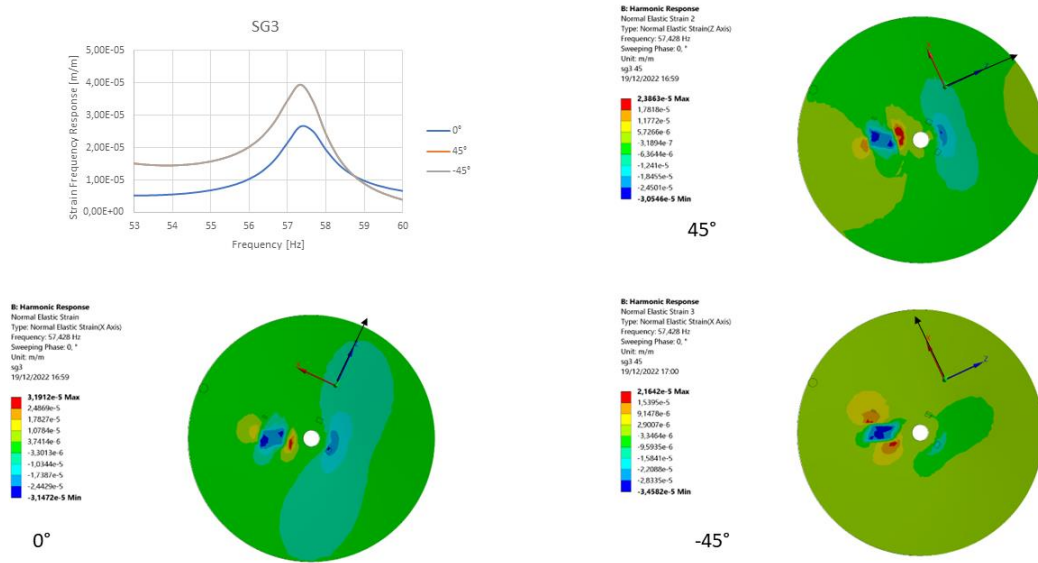 SG3
Strain Frequency Response [m/m]
5,00E-05
4,00E-05
3,00E-05
2,00E-05
1,00E-05
0,00E+00
53 54 55 56 57 58 59 60
Frequency [Hz]
0°
45°
-45°
B: Harmonic Response
Normal Elastic Strain 2
Type: Normal Elastic Strain(Z Axis)
Frequency: 57,428 Hz
Sweeping Phase: 0, °
Unit: m/m
sg3 45
19/12/2022 16:59
2,3863e-5 Max
1,7818e-5
1,1772e-5
5,7266e-6
-3,1894e-7
-6,3644e-6
-1,241e-5
-1,8455e-5
-2,4501e-5
-3,0546e-5 Min
45°
B: Harmonic Response
Normal Elastic Strain
Type: Normal Elastic Strain(X Axis)
Frequency: 57,428 Hz
Sweeping Phase: 0, °
Unit: m/m
sg3
19/12/2022 16:59
3,1912e-5 Max
2,4869e-5
1,7827e-5
1,0784e-5
3,7414e-6
-3,3013e-6
-1,0344e-5
-1,7387e-5
-2,4429e-5
-3,1472e-5 Min
0°
B: Harmonic Response
Normal Elastic Strain 3
Type: Normal Elastic Strain(X Axis)
Frequency: 57,428 Hz
Sweeping Phase: 0, °
Unit: m/m
sg3 45
19/12/2022 17:00
2,1642e-5 Max
1,5395e-5
9,1478e-6
2,9007e-6
-3,3464e-6
-9,5935e-6
-1,5841e-5
-2,2088e-5
-2,8335e-5
-3,4582e-5 Min
-45°
Z